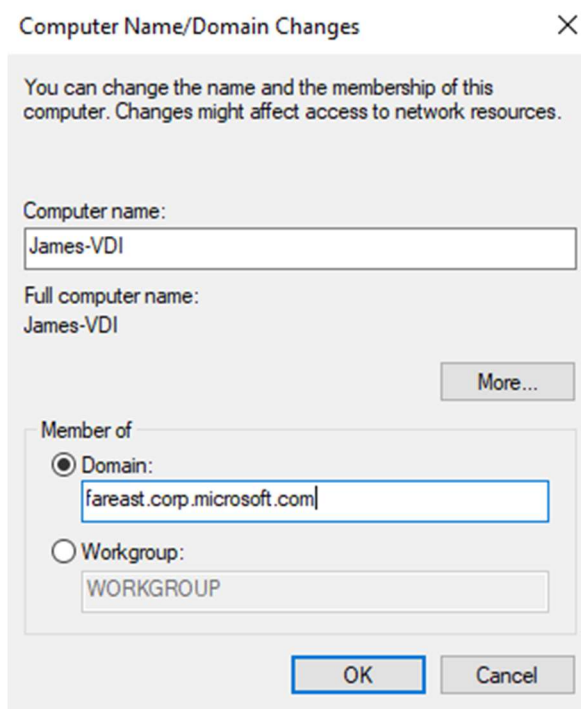 Computer Name/Domain Changes
You can change the name and the membership of this
computer. Changes might affect access to network resources.
Computer name:
James-VDI
Full computer name:
James-VDI
More...
Member of
Domain:
fareast.corp.microsoft.com
Workgroup:
WORKGROUP
OK
Cancel